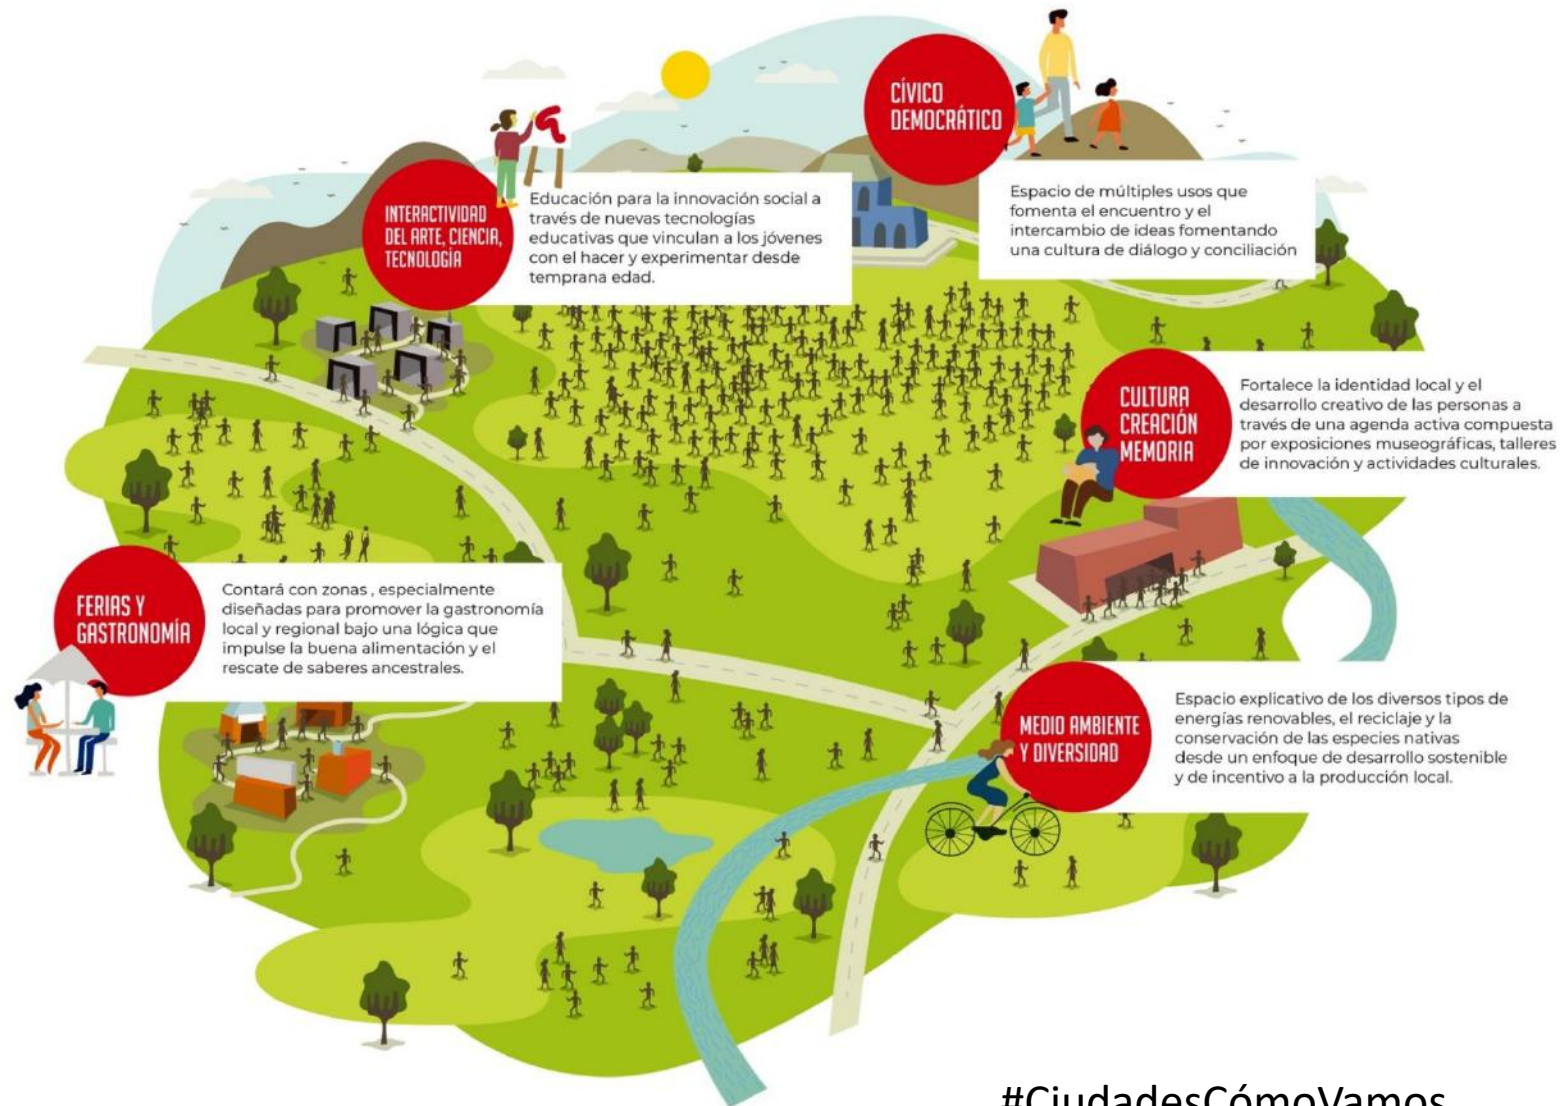 CÍVICO
DEMOCRÁTICO
Espacio de múltiples usos que
fomenta el encuentro y el
intercambio de ideas fomentando
una cultura de diálogo y conciliación
INTERACTIVIDAD
DEL ARTE, CIENCIA,
TECNOLOGÍA
Educación para la innovación social a
través de nuevas tecnologías
educativas que vinculan a los jóvenes
con el hacer y experimentar desde
temprana edad.
CULTURA
CREACIÓN
MEMORIA
Fortalece la identidad local y el
desarrollo creativo de las personas a
través de una agenda activa compuesta
por exposiciones museográficas, talleres
de innovación y actividades culturales.
FERIAS Y
GASTRONOMÍA
Contará con zonas , especialmente
diseñadas para promover la gastronomía
local y regional bajo una lógica que
impulse la buena alimentación y el
rescate de saberes ancestrales.
MEDIO AMBIENTE
Y DIVERSIDAD
Espacio explicativo de los diversos tipos de
energías renovables, el reciclaje y la
conservación de las especies nativas
desde un enfoque de desarrollo sostenible
y de incentivo a la producción local.
#CiudadesCómoVamos